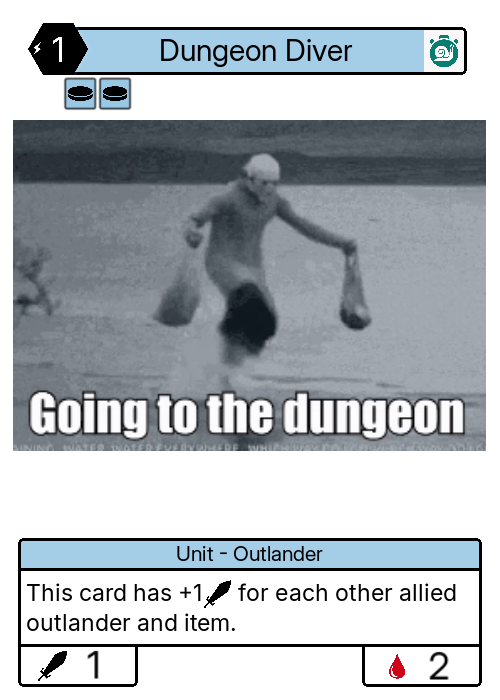 1
Dungeon Diver
Going to the dungeon
Unit - Outlander
This card has +1 for each other allied
outlander and item.
1
2